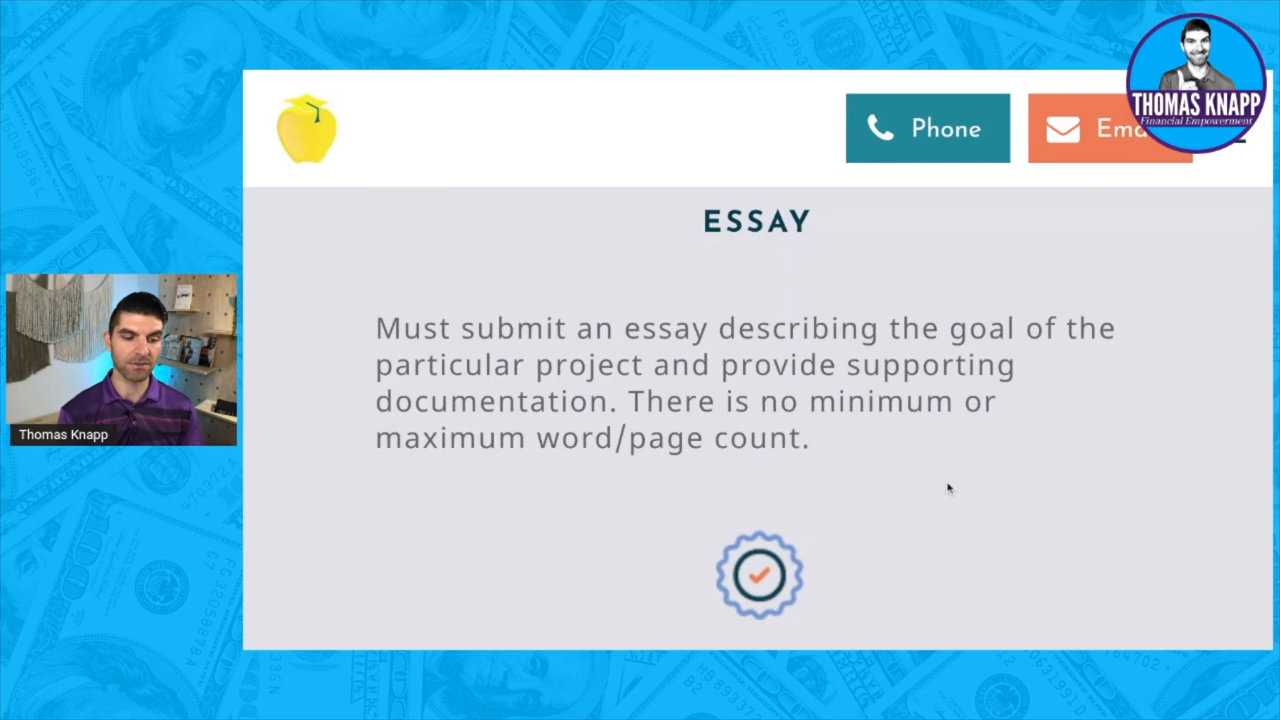 Phone
THOMAS KNAPP
Financial Empowerment
ESSAY
Must submit an essay describing the goal of the
particular project and provide supporting
documentation. There is no minimum or
maximum word/page count.
Thomas Knapp